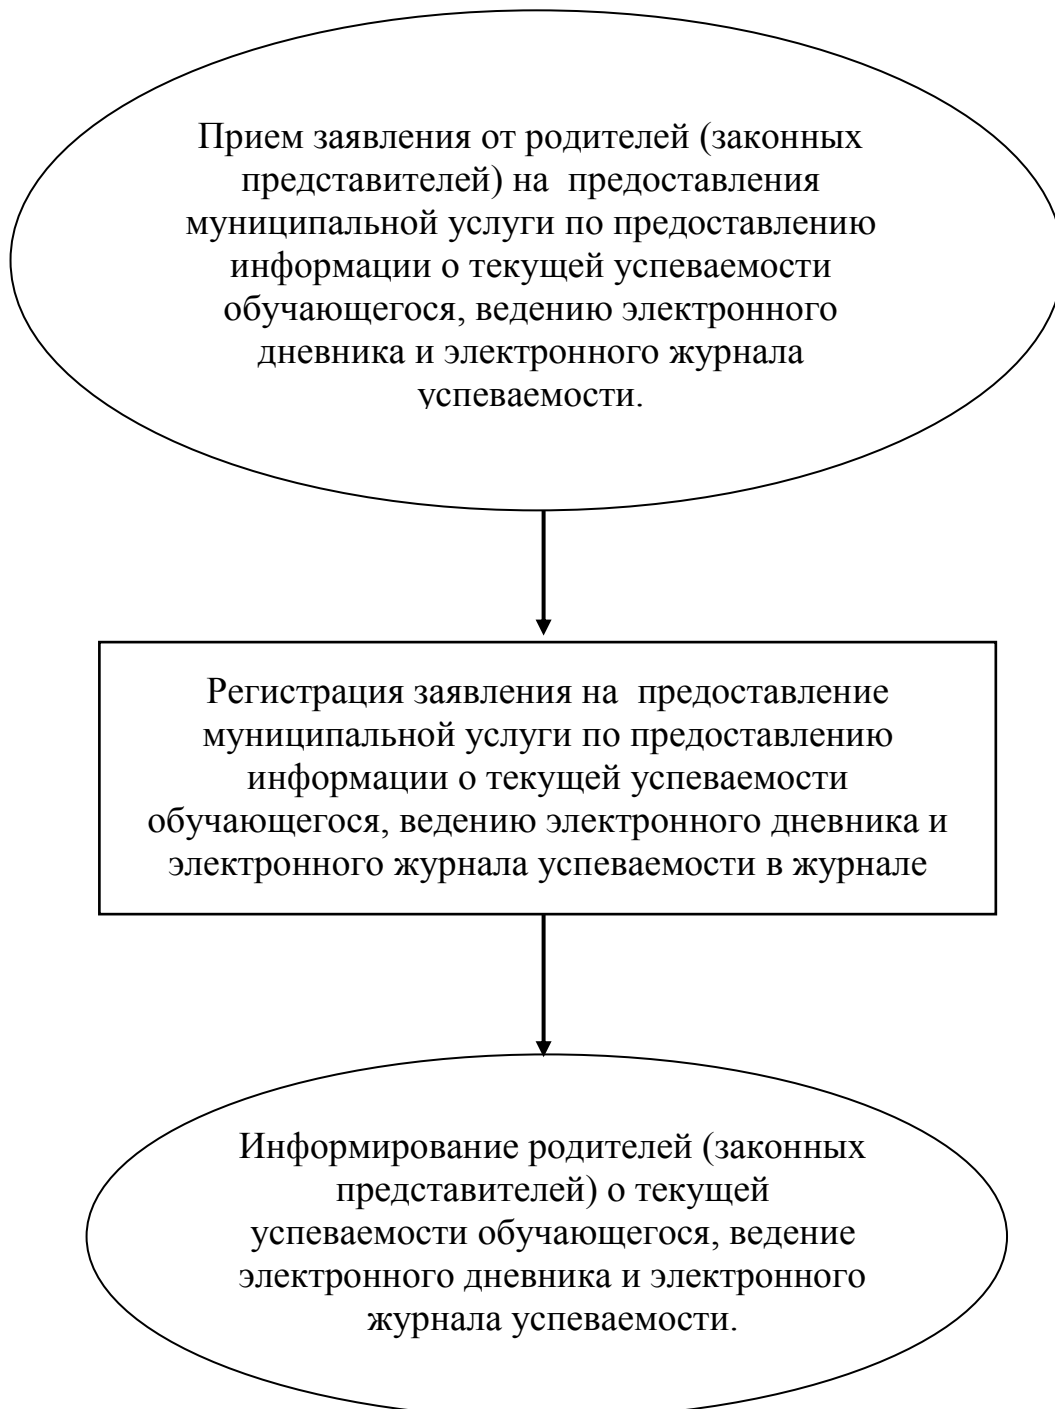 Прием заявления от родителей (законных
представителей) на  предоставления
муниципальной услуги по предоставлению
информации о текущей успеваемости
обучающегося, ведению электронного
дневника и электронного журнала
успеваемости.
Регистрация заявления на  предоставление
муниципальной услуги по предоставлению
информации о текущей успеваемости
обучающегося, ведению электронного дневника и
электронного журнала успеваемости в журнале
Информирование родителей (законных
представителей) о текущей
успеваемости обучающегося, ведение
электронного дневника и электронного
журнала успеваемости.